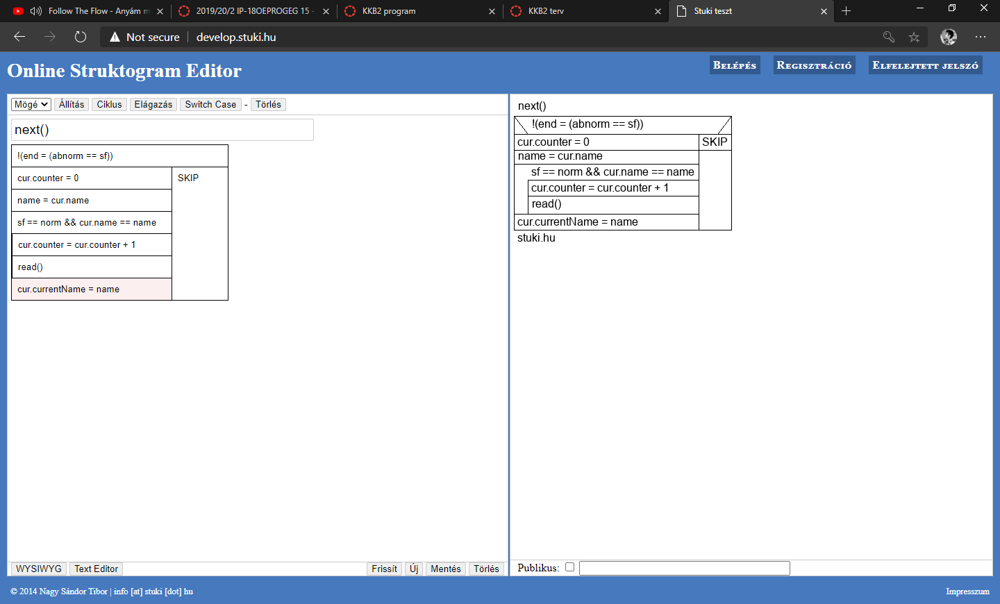 Follow The Flow - Anyám m
2019/20/2 IP-18OEPROGEG 15 -
KKB2 program
KKB2 terv
Stuki teszt
Not secure
develop.stuki.hu
Online Struktogram Editor
Belépés
Regisztráció
Elfelejtett jelszó
Mögé
Állítás
Ciklus
Elágazás
Switch Case
-
Törlés
next()
!(end = (abnorm == sf))
cur.counter = 0
SKIP
name = cur.name
sf == norm && cur.name == name
cur.counter = cur.counter + 1
read()
cur.currentName = name
next()
!(end = (abnorm == sf))
cur.counter = 0
SKIP
name = cur.name
sf == norm && cur.name == name
cur.counter = cur.counter + 1
read()
cur.currentName = name
stuki.hu
WYSIWYG
Text Editor
Frissít
Új
Mentés
Törlés
Publikus:
© 2014 Nagy Sándor Tibor | info [at] stuki [dot] hu
Impresszum